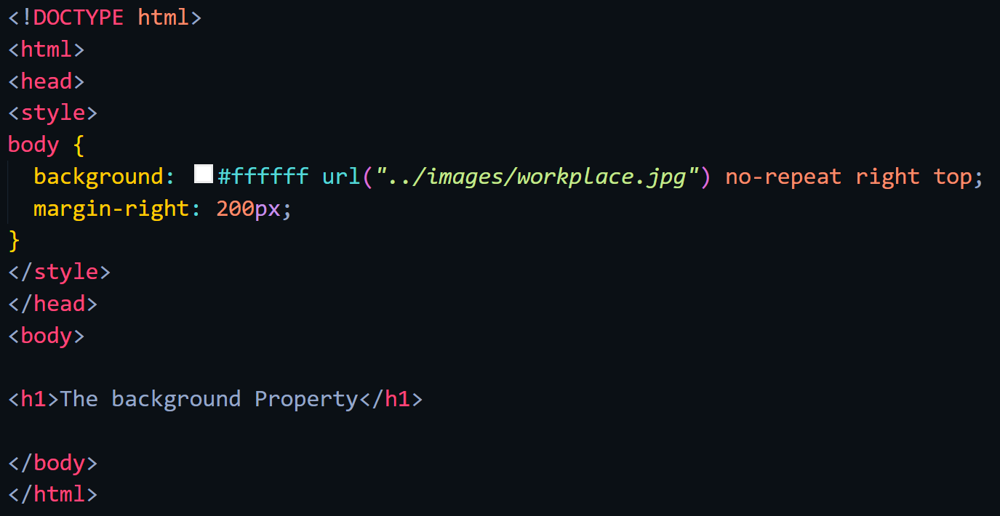 <!DOCTYPE html>
<html>
<head>
<style>
body {
  background: #ffffff url("../images/workplace.jpg") no-repeat right top;
  margin-right: 200px;
}
</style>
</head>
<body>

<h1>The background Property</h1>

</body>
</html>